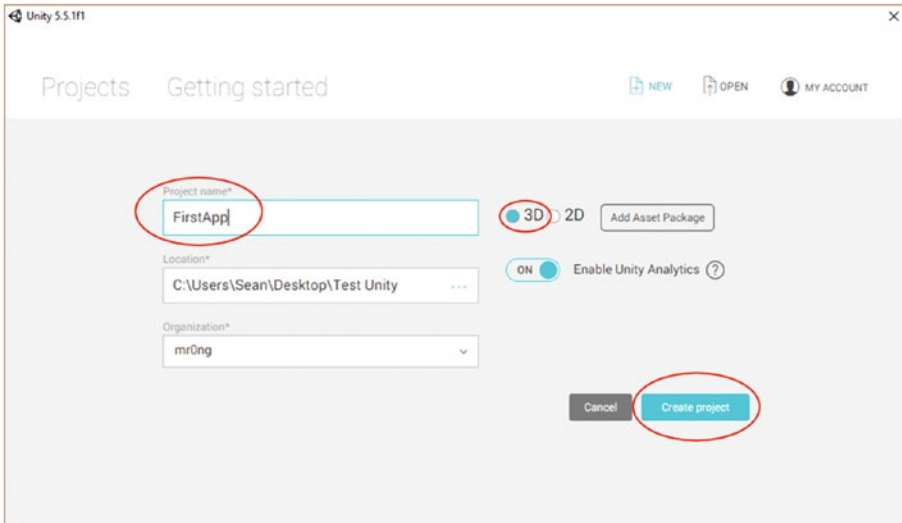 Unity 5.5.1f1
Projects Getting started NEW OPEN MY ACCOUNT
Project name*
FirstApp
3D 2D Add Asset Package
Location*
C:\Users\Sean\Desktop\Test Unity ...
ON Enable Unity Analytics ?
Organization*
mr0ng
Cancel Create project